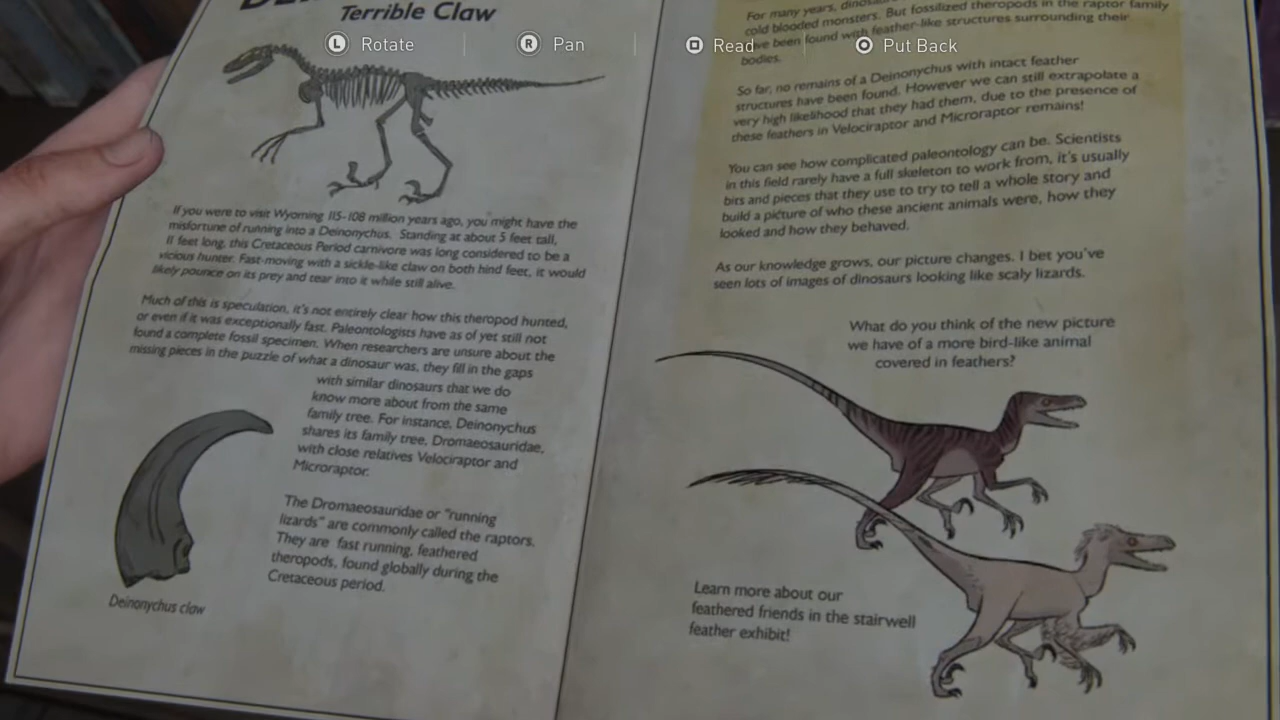 Terrible Claw
L Rotate
R Pan
Read
Put Back
If you were to visit Wyoming 115-108 million years ago, you might have the
misfortune of running into a Deinonychus. Standing at about 5 feet tall,
11 feet long, this Cretaceous Period carnivore was long considered to be a
vicious hunter. Fast-moving with a sickle-like claw on both hind feet, it would
likely pounce on its prey and tear into it while still alive.
Much of this is speculation, it's not entirely clear how this theropod hunted,
or even if it was exceptionally fast. Paleontologists have as of yet still not
found a complete fossil specimen. When researchers are unsure about the
missing pieces in the puzzle of what a dinosaur was, they fill in the gaps
with similar dinosaurs that we do
know more about from the same
family tree. For instance, Deinonychus
shares its family tree, Dromaeosauridae,
with close relatives Velociraptor and
Microraptor.
The Dromaeosauridae or "running
lizards" are commonly called the raptors.
They are fast running, feathered
theropods, found globally during the
Cretaceous period.
Deinonychus claw
For many years, dinosaurs
cold blooded monsters. But fossilized theropods in the raptor family
have been found with feather-like structures surrounding their
bodies.
So far, no remains of a Deinonychus with intact feather
structures have been found. However we can still extrapolate a
very high likelihood that they had them, due to the presence of
these feathers in Velociraptor and Microraptor remains!
You can see how complicated paleontology can be. Scientists
in this field rarely have a full skeleton to work from, it's usually
bits and pieces that they use to try to tell a whole story and
build a picture of who these ancient animals were, how they
looked and how they behaved.
As our knowledge grows, our picture changes. I bet you've
seen lots of images of dinosaurs looking like scaly lizards.
What do you think of the new picture
we have of a more bird-like animal
covered in feathers?
Learn more about our
feathered friends in the stairwell
feather exhibit!